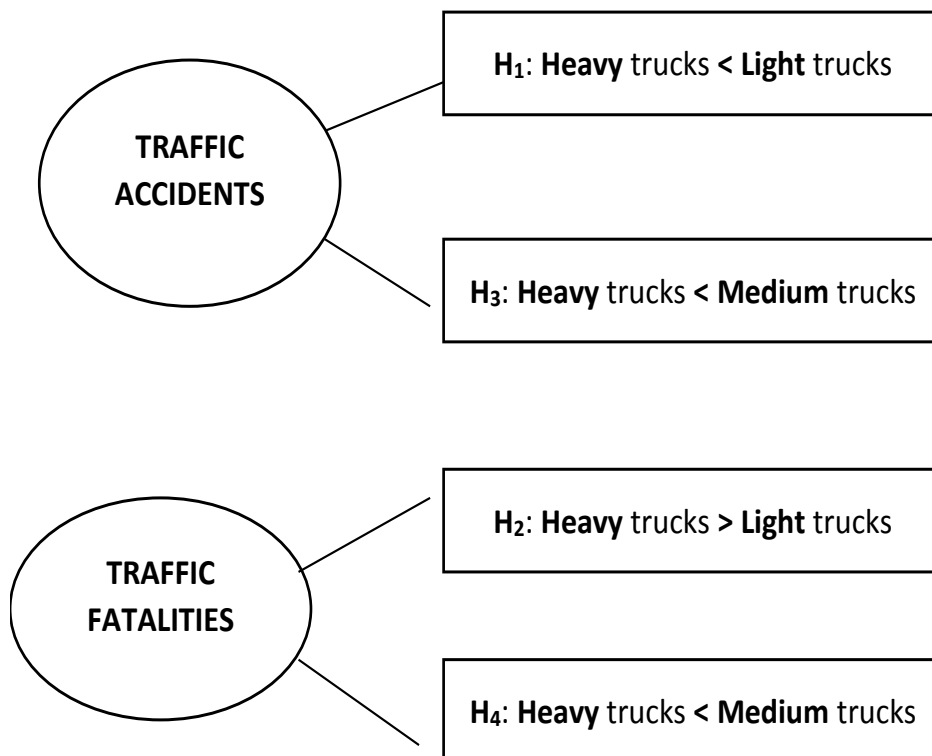 H₁: Heavy trucks < Light trucks
TRAFFIC
ACCIDENTS
H₃: Heavy trucks < Medium trucks
H₂: Heavy trucks > Light trucks
TRAFFIC
FATALITIES
H₄: Heavy trucks < Medium trucks